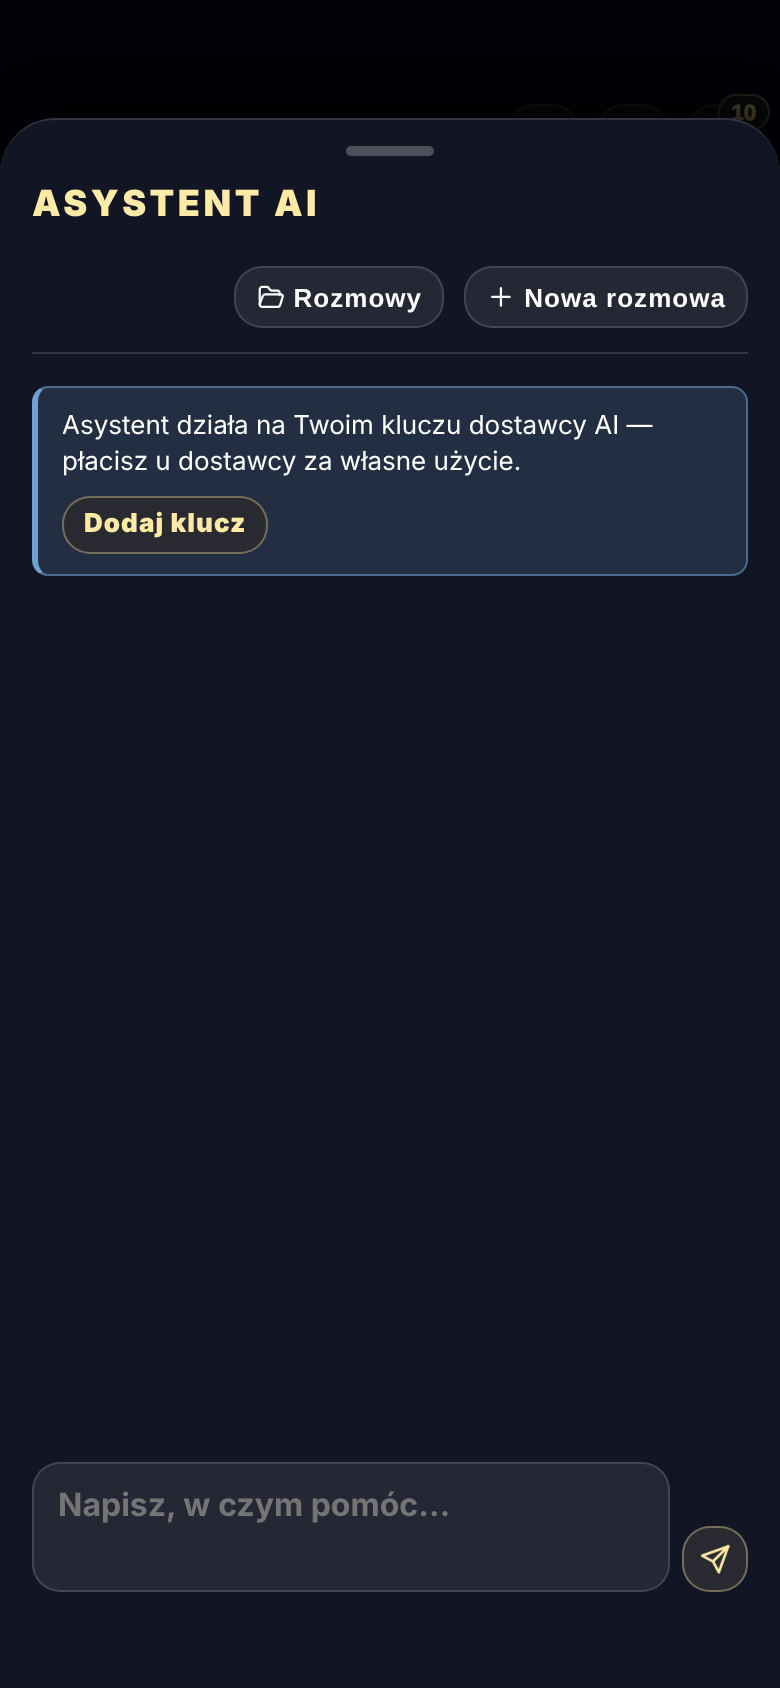 10
ASYSTENT AI
Rozmowy
Nowa rozmowa
Asystent działa na Twoim kluczu dostawcy AI —
płacisz u dostawcy za własne użycie.
Dodaj klucz
Napisz, w czym pomóc...